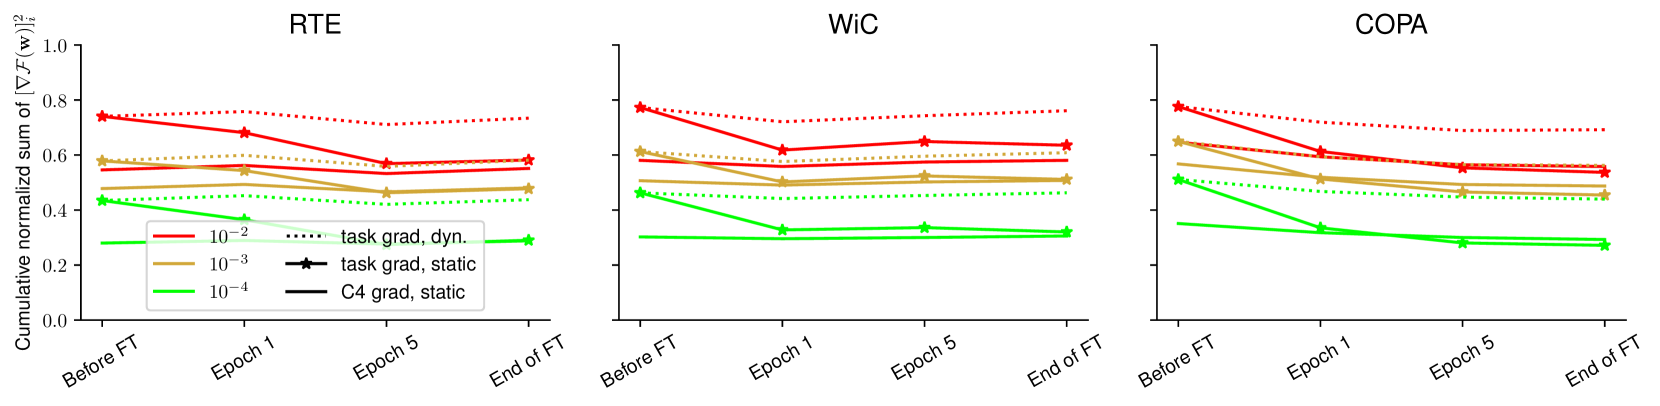 RTE
WiC
COPA
Cumulative normalizd sum of [∇𝓕(𝐰)]²ᵢ
1.0
0.8
0.6
0.4
0.2
0.0
10⁻²
10⁻³
10⁻⁴
task grad, dyn.
task grad, static
C4 grad, static
Before FT
Epoch 1
Epoch 5
End of FT
Before FT
Epoch 1
Epoch 5
End of FT
Before FT
Epoch 1
Epoch 5
End of FT